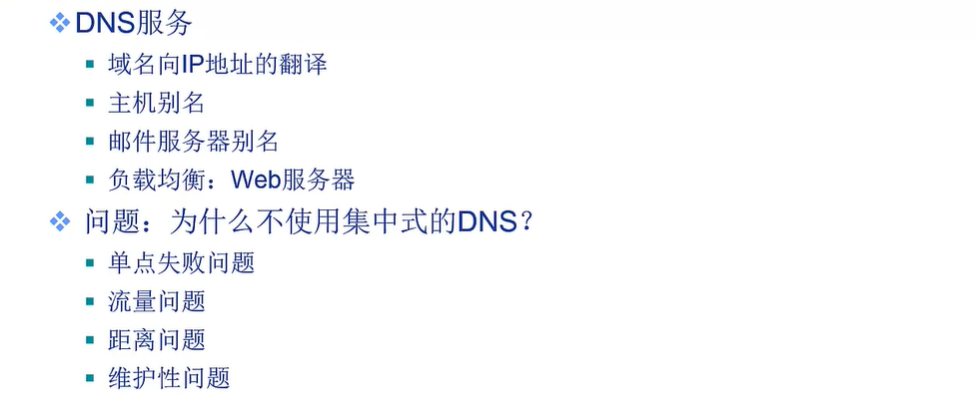 DNS服务
域名向IP地址的翻译
主机别名
邮件服务器别名
负载均衡：Web服务器
问题：为什么不使用集中式的DNS？
单点失败问题
流量问题
距离问题
维护性问题